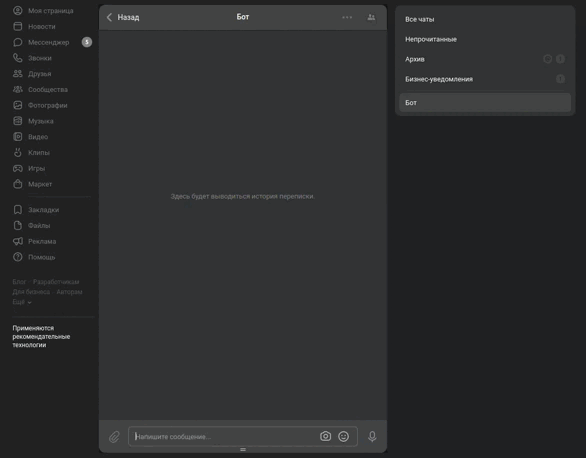 Моя страница
Новости
Мессенджер 5
Звонки
Друзья
Сообщества
Фотографии
Музыка
Видео
Клипы
Игры
Маркет
Закладки
Файлы
Реклама
Помощь
Блог Разработчикам
Для бизнеса Авторам
Ещё
Применяются
рекомендательные
технологии
Назад
Бот
Здесь будет выводиться история переписки.
Напишите сообщение...
Все чаты
Непрочитанные
Архив
Бизнес-уведомления
Бот